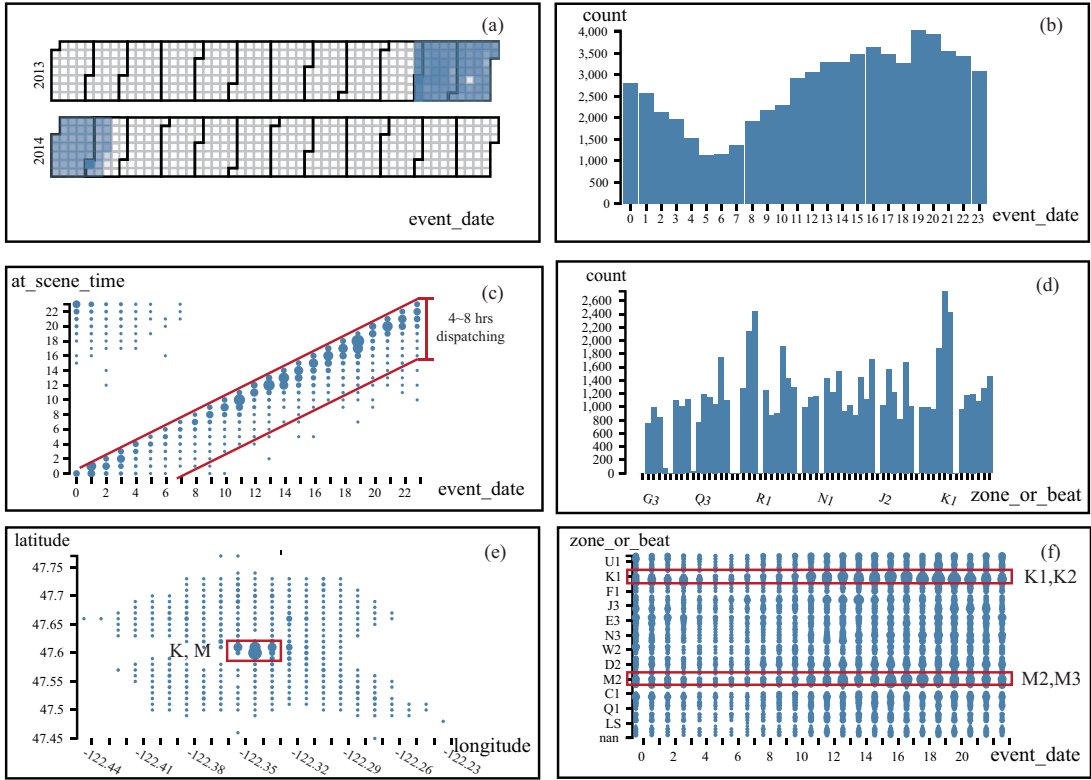 (a)
2013
2014
event_date
(b)
count
4,000
3,500
3,000
2,500
2,000
1,500
1,000
500
0
0 1 2 3 4 5 6 7 8 9 10 11 12 13 14 15 16 17 18 19 20 21 22 23
event_date
at_scene_time
(c)
22
20
18
16
14
12
10
8
6
4
2
0
4~8 hrs
dispatching
0 2 4 6 8 10 12 14 16 18 20 22
event_date
count
(d)
2,600
2,400
2,200
2,000
1,800
1,600
1,400
1,200
1,000
800
600
400
200
0
G3 Q3 R1 N1 J2 K1
zone_or_beat
latitude
(e)
47.75
47.7
47.65
47.6
47.55
47.5
47.45
K, M
-122.44 -122.41 -122.38 -122.35 -122.32 -122.29 -122.26 -122.23
longitude
zone_or_beat
(f)
U1
K1
F1
J3
E3
N3
W2
D2
M2
C1
Q1
LS
nan
K1,K2
M2,M3
0 2 4 6 8 10 12 14 16 18 20
event_date